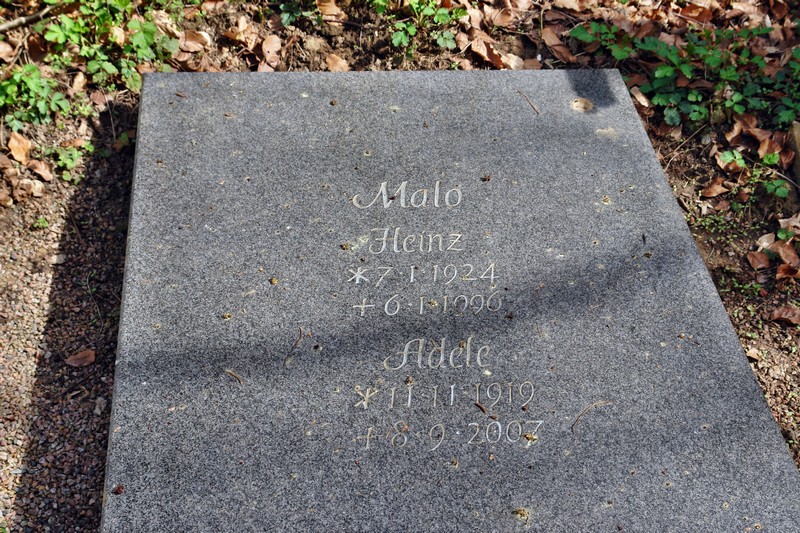 Malo
Heinz
* 7·1·1924
+ 6·1·1996
Adele
* 11·11·1919
+ 8·9·2007